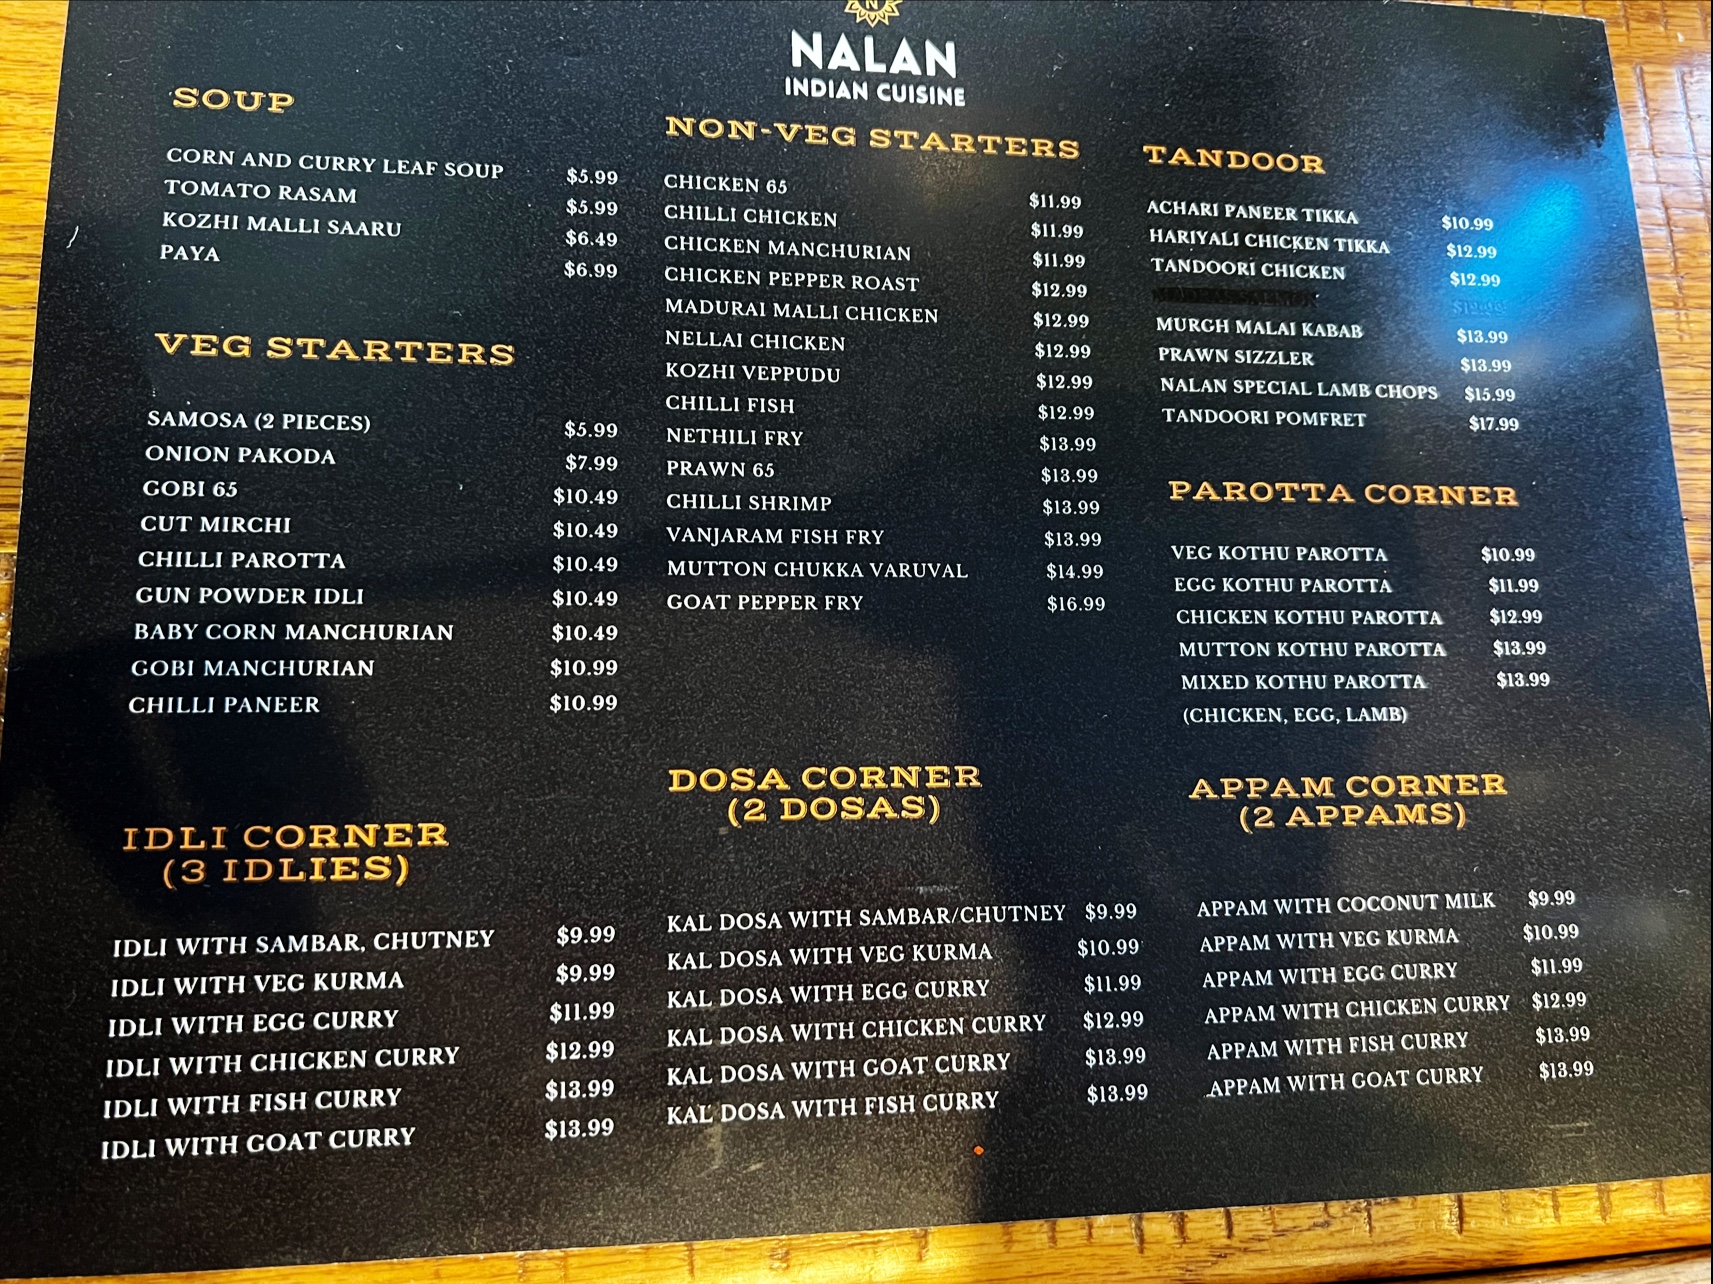 NALAN
INDIAN CUISINE
SOUP
CORN AND CURRY LEAF SOUP $5.99
TOMATO RASAM $5.99
KOZHI MALLI SAARU $6.49
PAYA $6.99
VEG STARTERS
SAMOSA (2 PIECES) $5.99
ONION PAKODA $7.99
GOBI 65 $10.49
CUT MIRCHI $10.49
CHILLI PAROTTA $10.49
GUN POWDER IDLI $10.49
BABY CORN MANCHURIAN $10.49
GOBI MANCHURIAN $10.99
CHILLI PANEER $10.99
IDLI CORNER
(3 IDLIES)
IDLI WITH SAMBAR, CHUTNEY $9.99
IDLI WITH VEG KURMA $9.99
IDLI WITH EGG CURRY $11.99
IDLI WITH CHICKEN CURRY $12.99
IDLI WITH FISH CURRY $13.99
IDLI WITH GOAT CURRY $13.99
NON-VEG STARTERS
CHICKEN 65 $11.99
CHILLI CHICKEN $11.99
CHICKEN MANCHURIAN $11.99
CHICKEN PEPPER ROAST $12.99
MADURAI MALLI CHICKEN $12.99
NELLAI CHICKEN $12.99
KOZHI VEPPUDU $12.99
CHILLI FISH $12.99
NETHILI FRY $13.99
PRAWN 65 $13.99
CHILLI SHRIMP $13.99
VANJARAM FISH FRY $13.99
MUTTON CHUKKA VARUVAL $14.99
GOAT PEPPER FRY $16.99
DOSA CORNER
(2 DOSAS)
KAL DOSA WITH SAMBAR/CHUTNEY $9.99
KAL DOSA WITH VEG KURMA $10.99
KAL DOSA WITH EGG CURRY $11.99
KAL DOSA WITH CHICKEN CURRY $12.99
KAL DOSA WITH GOAT CURRY $13.99
KAL DOSA WITH FISH CURRY $13.99
TANDOOR
ACHARI PANEER TIKKA $10.99
HARIYALI CHICKEN TIKKA $12.99
TANDOORI CHICKEN $12.99
MURGH MALAI KABAB $13.99
PRAWN SIZZLER $13.99
NALAN SPECIAL LAMB CHOPS $15.99
TANDOORI POMFRET $17.99
PAROTTA CORNER
VEG KOTHU PAROTTA $10.99
EGG KOTHU PAROTTA $11.99
CHICKEN KOTHU PAROTTA $12.99
MUTTON KOTHU PAROTTA $13.99
MIXED KOTHU PAROTTA $13.99
(CHICKEN, EGG, LAMB)
APPAM CORNER
(2 APPAMS)
APPAM WITH COCONUT MILK $9.99
APPAM WITH VEG KURMA $10.99
APPAM WITH EGG CURRY $11.99
APPAM WITH CHICKEN CURRY $12.99
APPAM WITH FISH CURRY $13.99
APPAM WITH GOAT CURRY $13.99